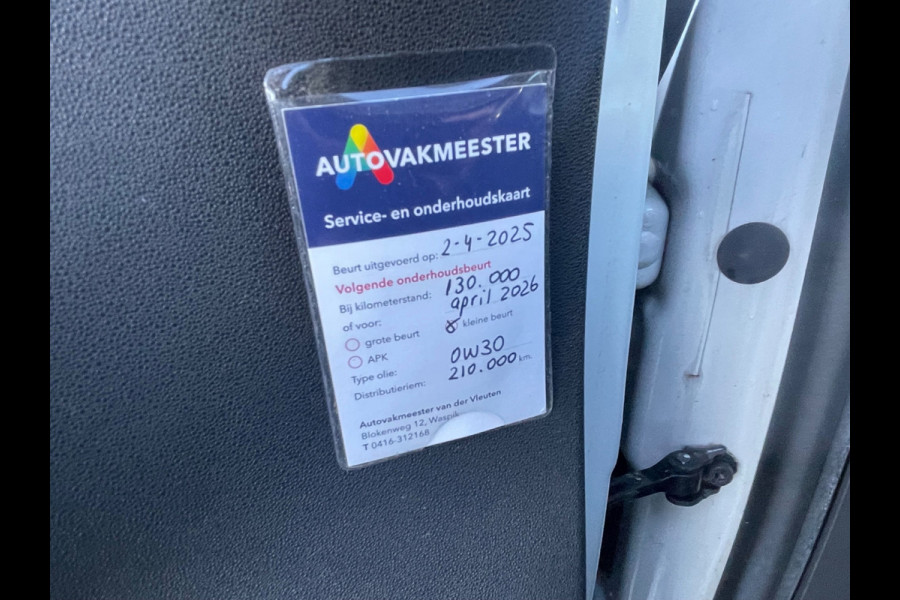 AUTOVAKMEESTER
Service- en onderhoudskaart
Beurt uitgevoerd op: 2-4-2025
Volgende onderhoudsbeurt
Bij kilometerstand: 130.000
of voor: april 2026
grote beurt kleine beurt
APK
Type olie: 0W30
Distributieriem: 210.000 km.
Autovakmeester van der Vleuten
Blokenweg 12, Waspik
T 0416-312168